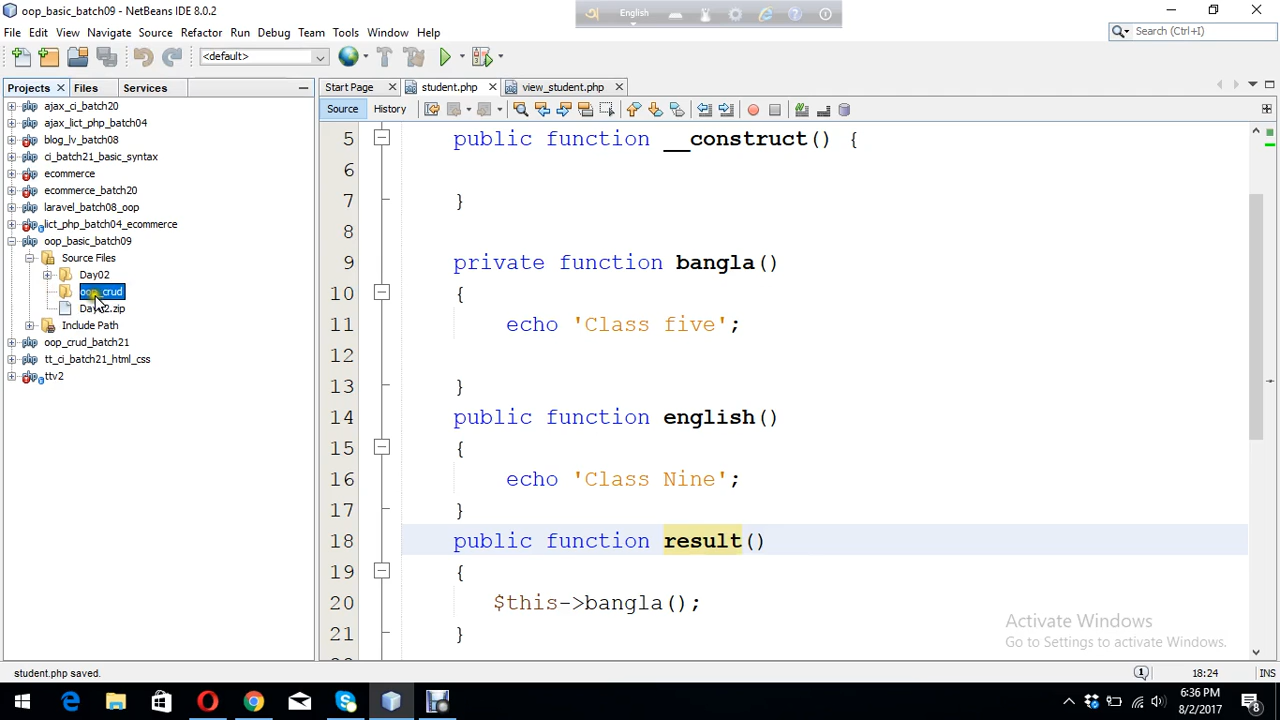 oop_basic_batch09 - NetBeans IDE 8.0.2
English
File Edit View Navigate Source Refactor Run Debug Team Tools Window Help
Search (Ctrl+I)
<default>
Projects Files Services
Start Page student.php view_student.php
Source History
ajax_ci_batch20
ajax_lict_php_batch04
blog_lv_batch08
ci_batch21_basic_syntax
ecommerce
ecommerce_batch20
laravel_batch08_oop
lict_php_batch04_ecommerce
oop_basic_batch09
Source Files
Day02
oop_crud
Include Path
oop_crud_batch21
tt_ci_batch21_html_css
ttv2
5 public function __construct() {
6
7 }
8
9 private function bangla()
10 {
11 echo 'Class five';
12
13 }
14 public function english()
15 {
16 echo 'Class Nine';
17 }
18 public function result()
19 {
20 $this->bangla();
21 }
Activate Windows
Go to Settings to activate Windows.
student.php saved.
1
18:24 INS
6:36 PM
8/2/2017
8